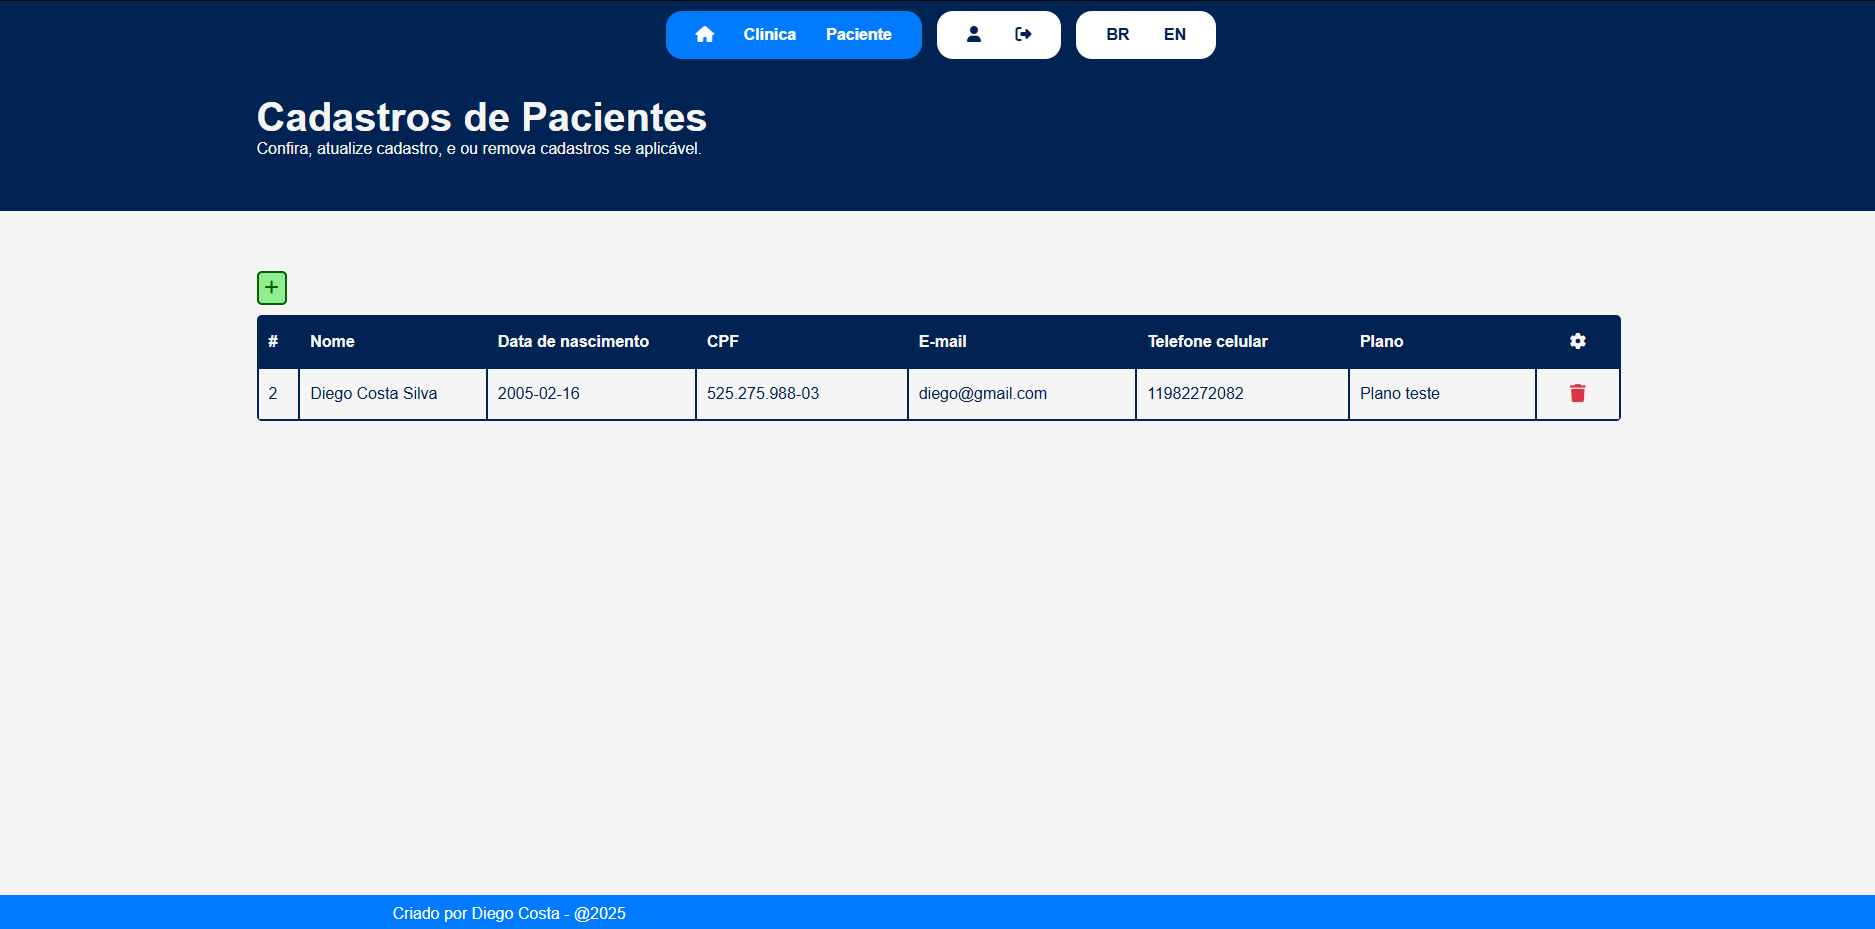 Clínica Paciente BR EN
Cadastros de Pacientes
Confira, atualize cadastro, e ou remova cadastros se aplicável.
+
# Nome Data de nascimento CPF E-mail Telefone celular Plano
2 Diego Costa Silva 2005-02-16 525.275.988-03 diego@gmail.com 11982272082 Plano teste
Criado por Diego Costa - @2025